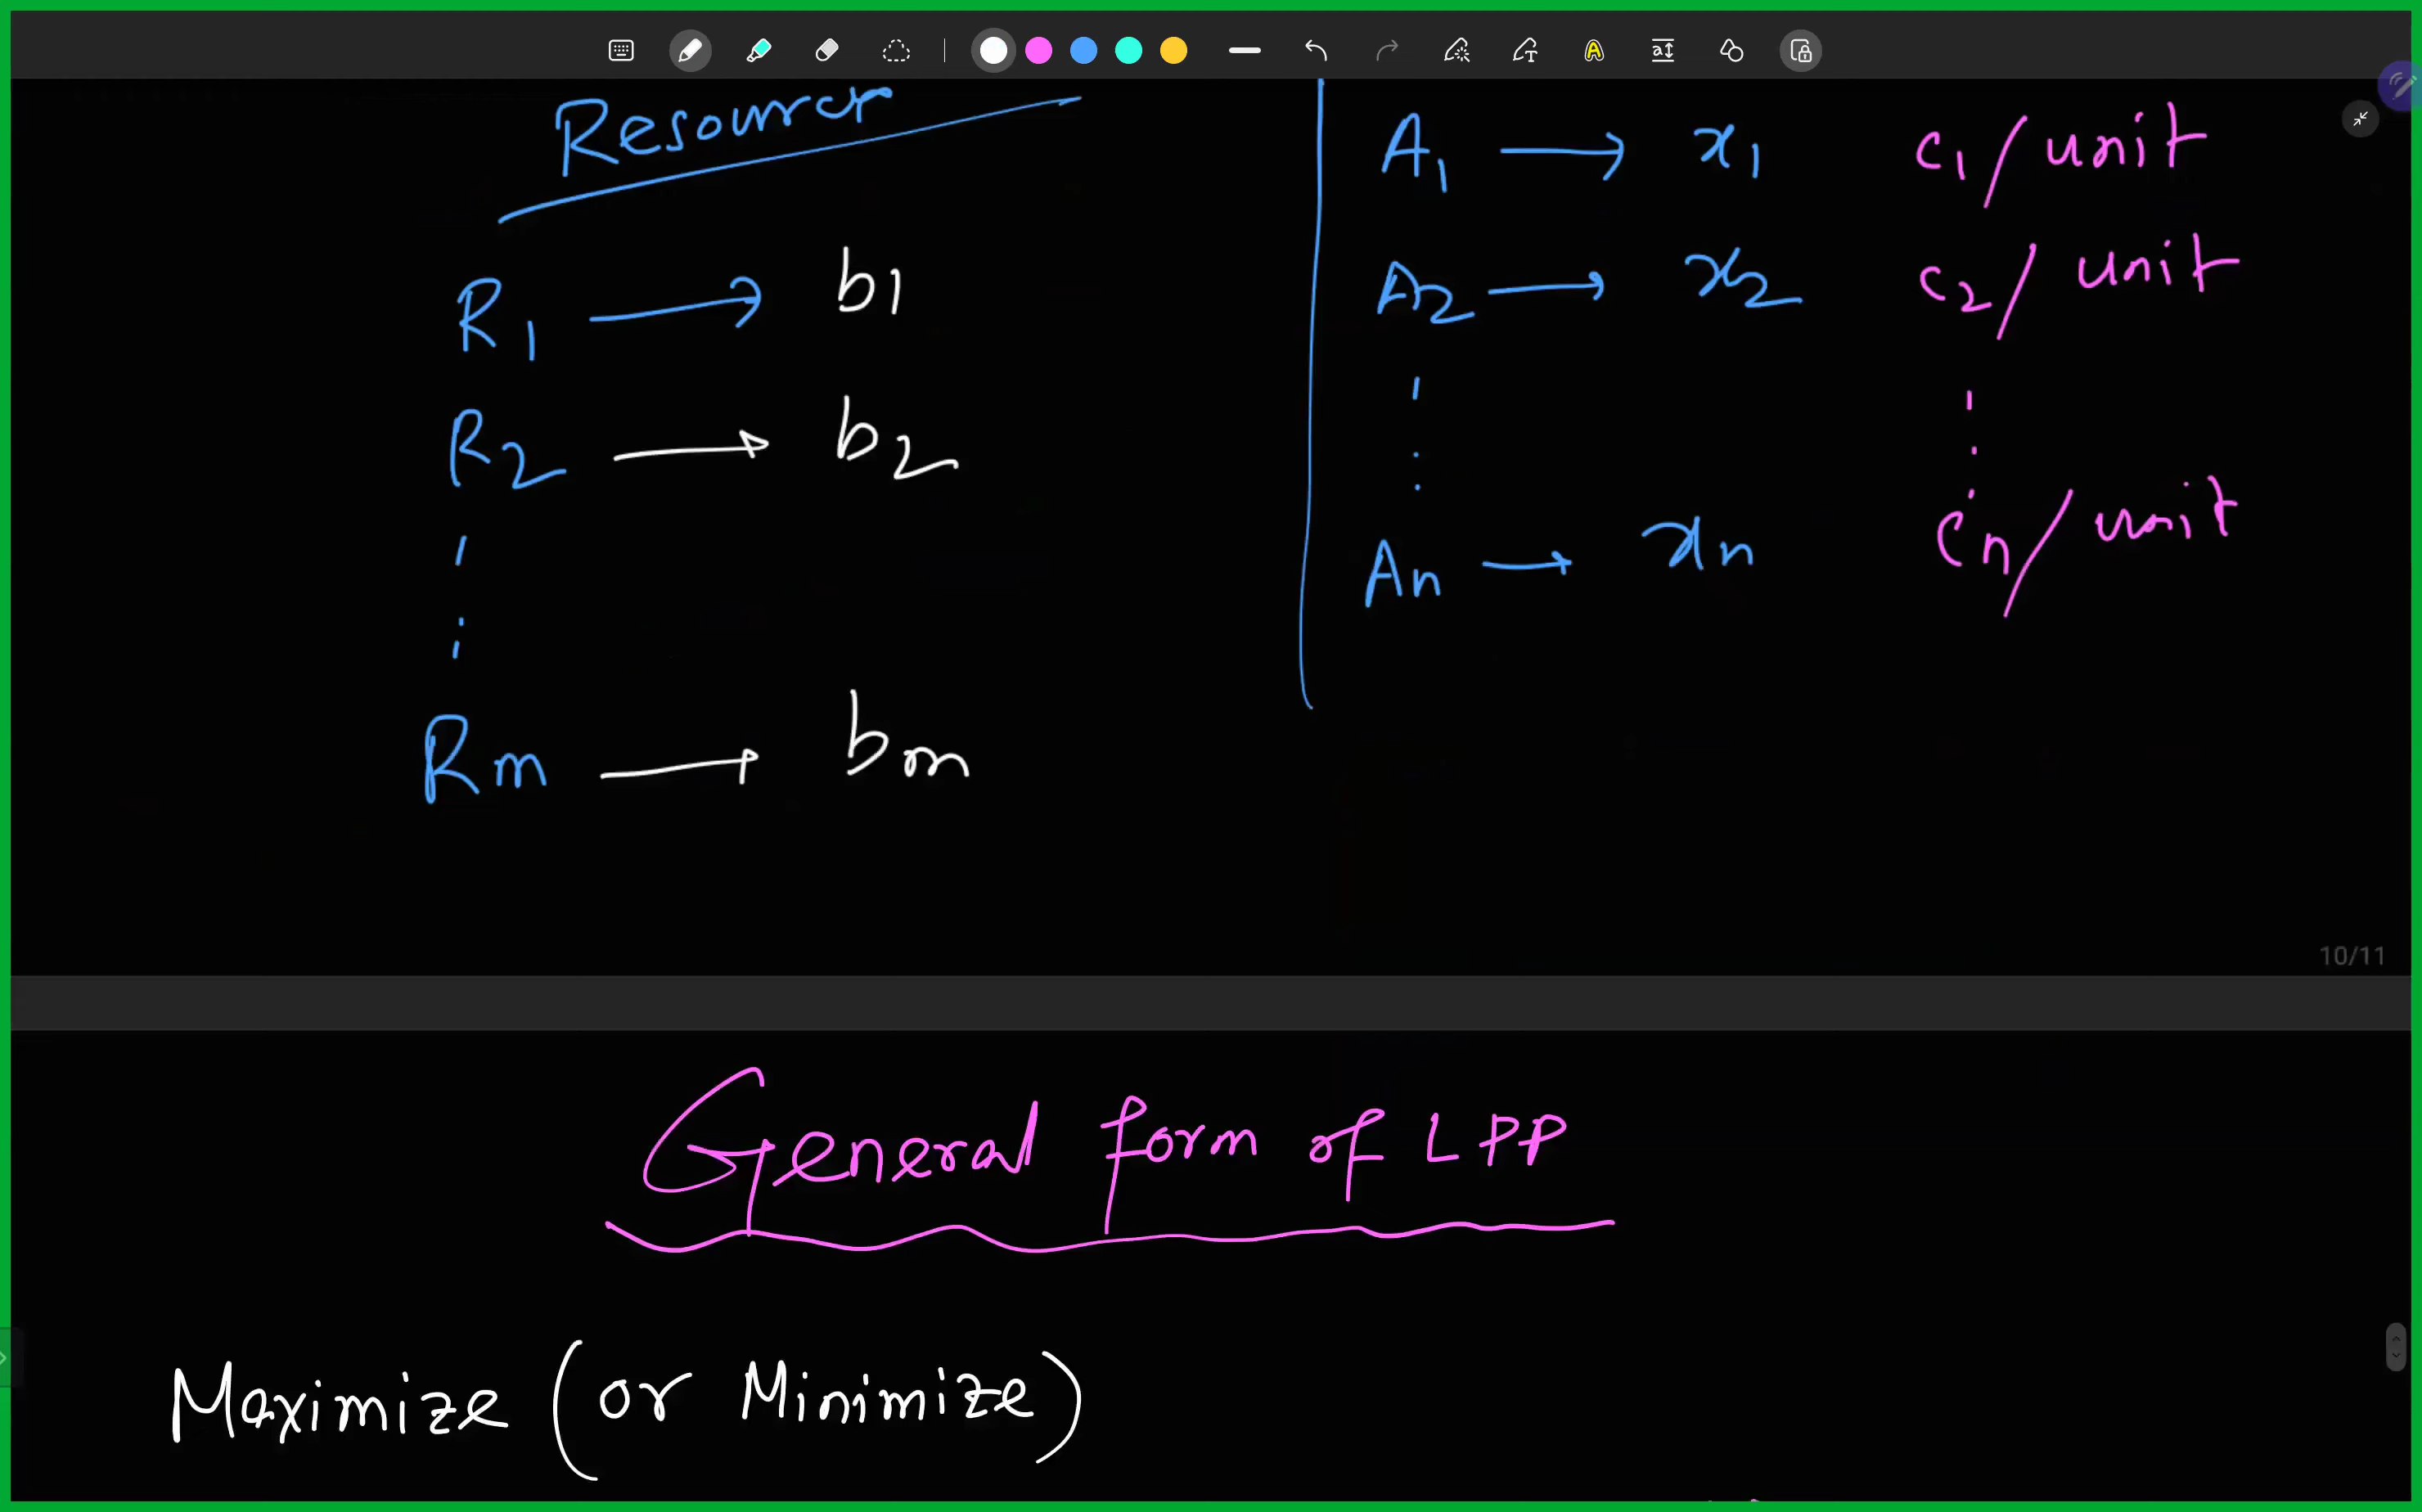 Resources
R1 → b1
R2 → b2
Rm → bm
A1 → x1 c1/unit
A2 → x2 c2/unit
An → xn cn/unit
10/11
General form of LPP
Maximize (or Minimize)